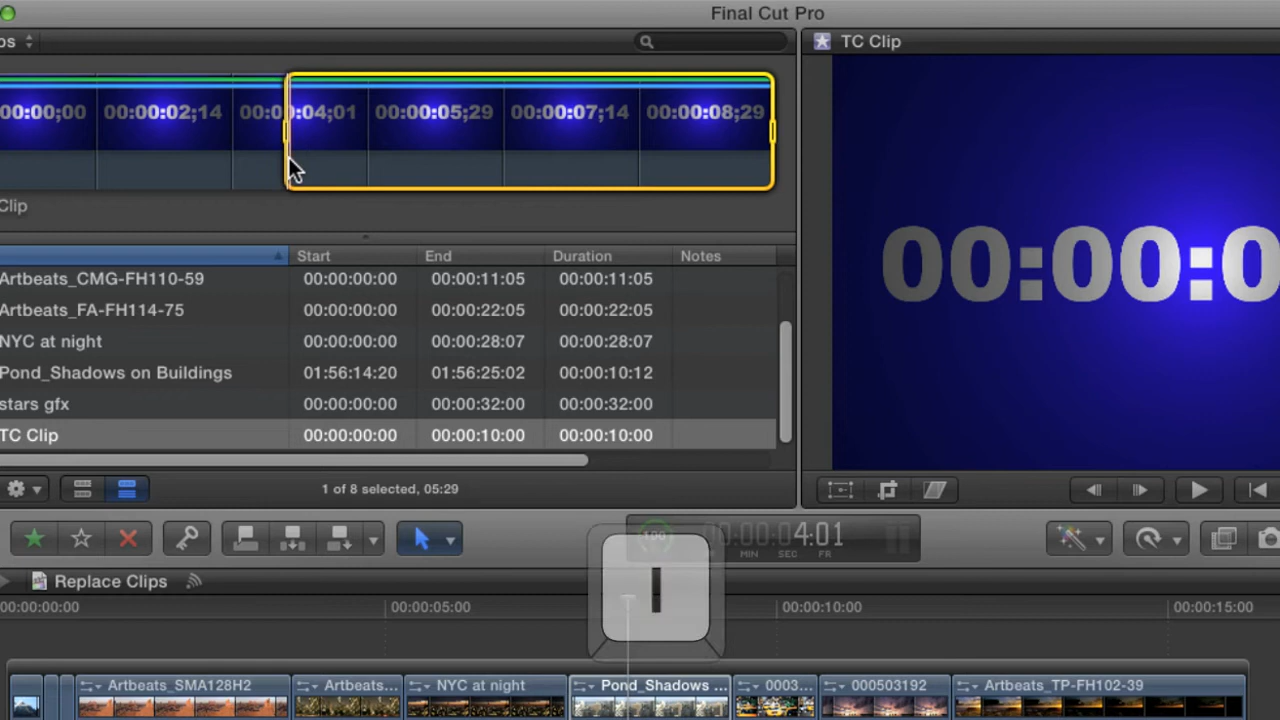 Final Cut Pro
ps
TC Clip
00:00;00 00:00:02;14 00:00:04;01 00:00:05;29 00:00:07;14 00:00:08;29
00:00:0
Clip
Start End Duration Notes
Artbeats_CMG-FH110-59 00:00:00:00 00:00:11:05 00:00:11:05
Artbeats_FA-FH114-75 00:00:00:00 00:00:22:05 00:00:22:05
NYC at night 00:00:00:00 00:00:28:07 00:00:28:07
Pond_Shadows on Buildings 01:56:14:20 01:56:25:02 00:00:10:12
stars gfx 00:00:00:00 00:00:32:00 00:00:32:00
TC Clip 00:00:00:00 00:00:10:00 00:00:10:00
1 of 8 selected, 05:29
100 00:00:04:01
MIN SEC FR
I
Replace Clips
00:00:00:00 00:00:05:00 00:00:10:00 00:00:15:00
Artbeats_SMA128H2 Artbeats... NYC at night Pond_Shadows ... 0003... 000503192 Artbeats_TP-FH102-39